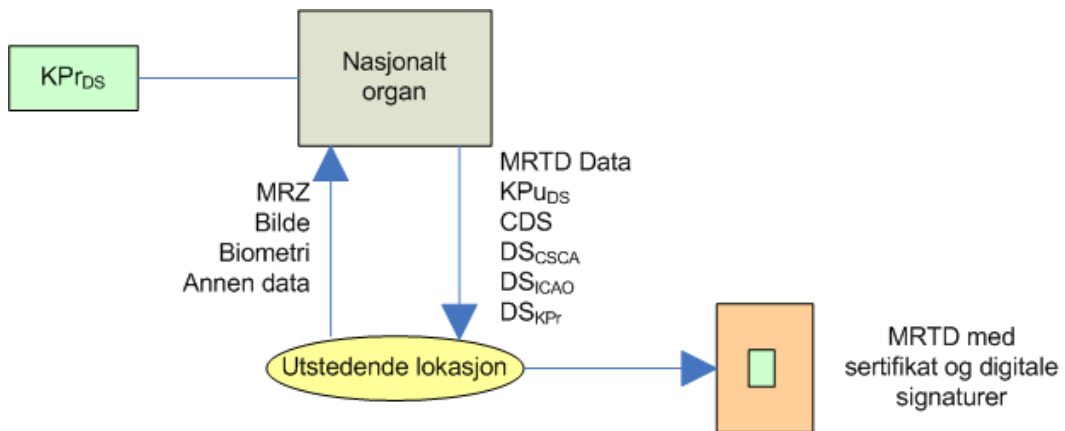 KPrDS
Nasjonalt
organ
MRZ
Bilde
Biometri
Annen data
MRTD Data
KPuDS
CDS
DSCSCA
DSICAO
DSKPr
Utstedende lokasjon
MRTD med
sertifikat og digitale
signaturer